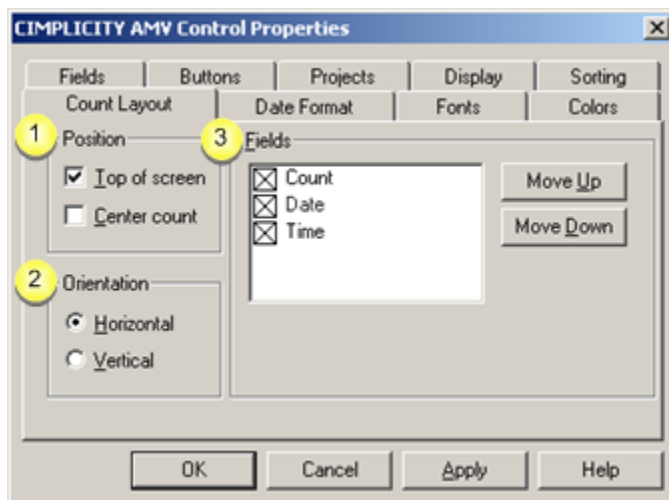 CIMPLICITY AMV Control Properties
Fields Buttons Projects Display Sorting
Count Layout Date Format Fonts Colors
1 Position
Top of screen
Center count
2 Orientation
Horizontal
Vertical
3 Fields
Count
Date
Time
Move Up
Move Down
OK Cancel Apply Help